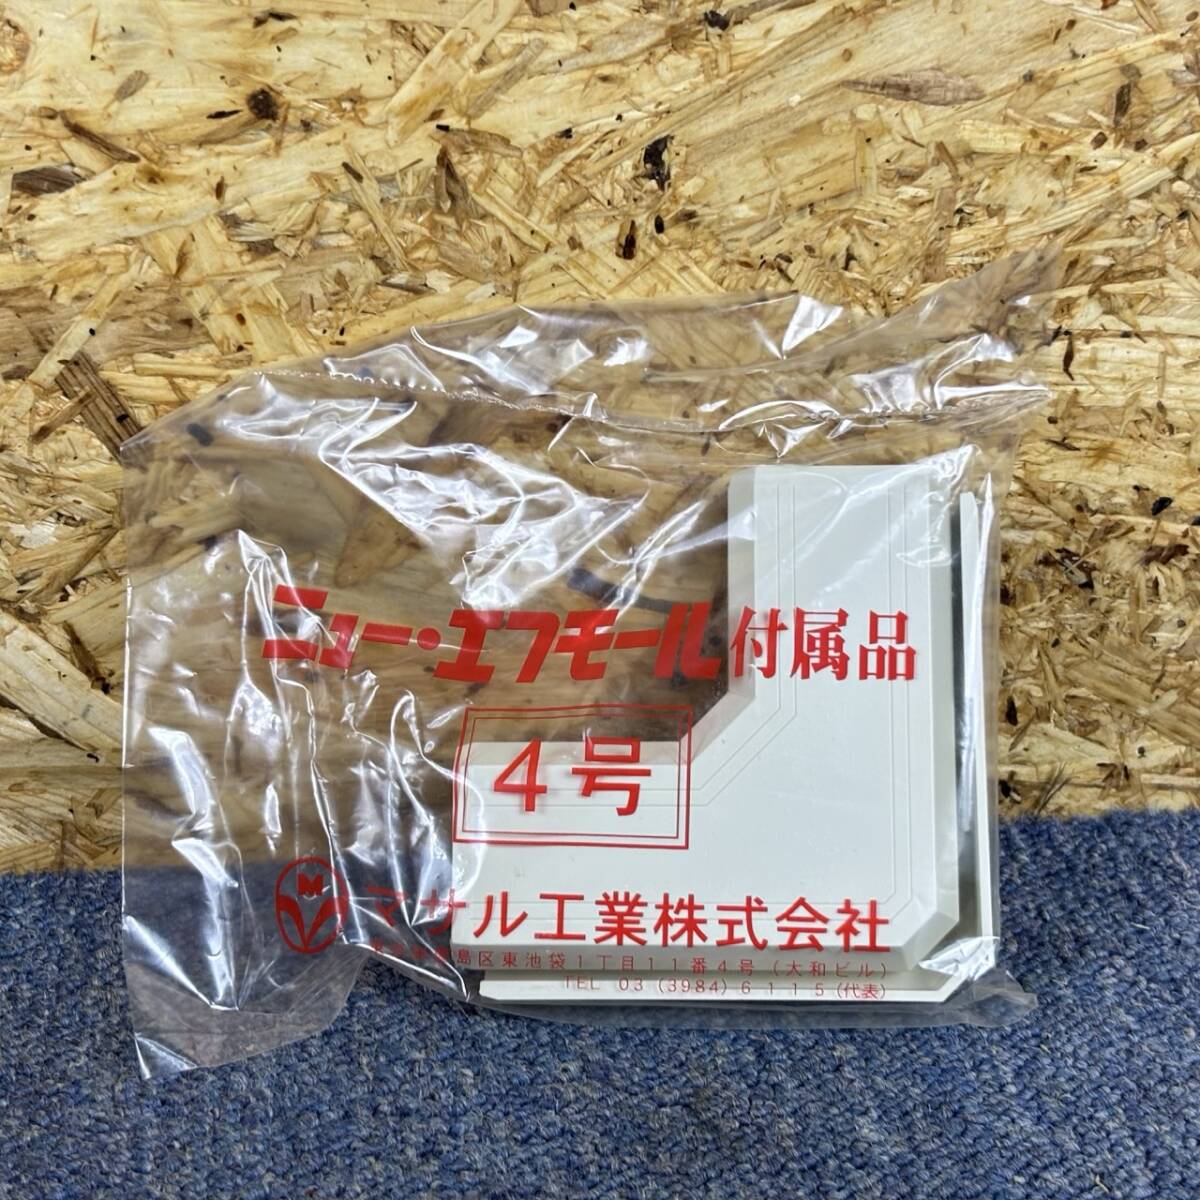 ニュー・エフモール付属品
4号
M
マサル工業株式会社
島区東池袋1丁目11番4号（大和ビル）
TEL 03（3984）6115（代表）